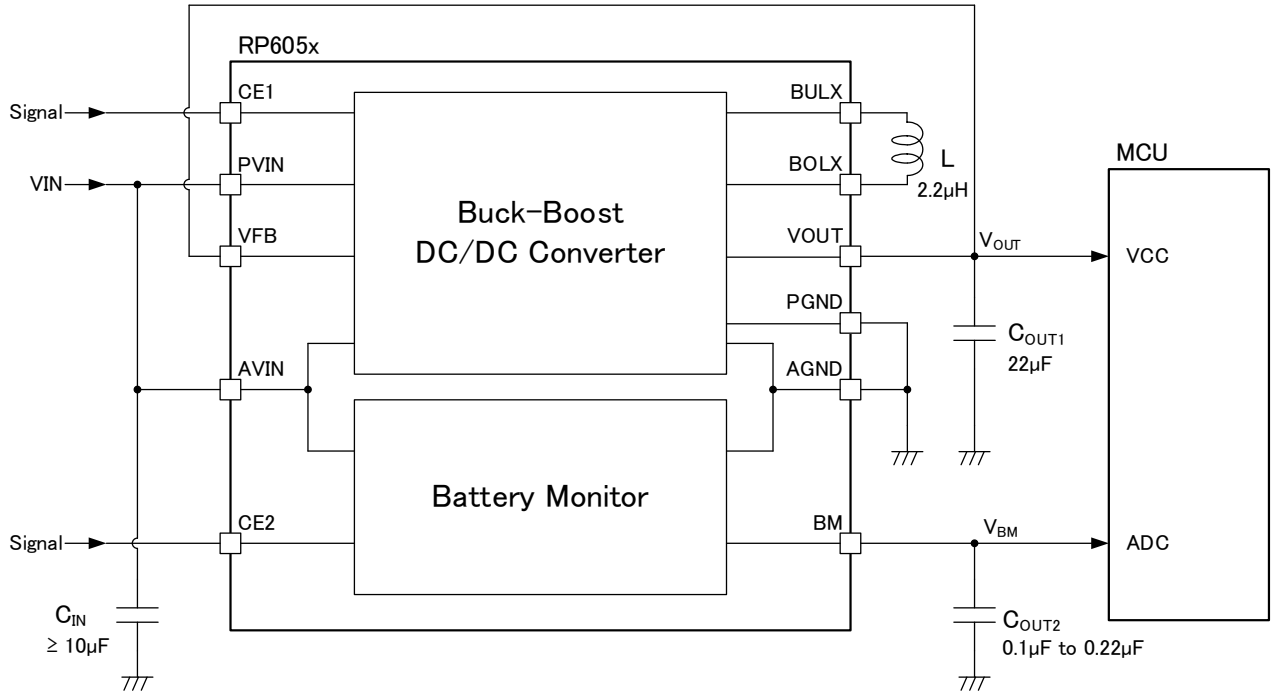 RP605x
Signal
CE1
BULX
VIN
PVIN
BOLX
L
2.2µH
MCU
Buck-Boost
DC/DC Converter
VFB
VOUT
VOUT
VCC
PGND
COUT1
22µF
AVIN
AGND
Battery Monitor
Signal
CE2
BM
VBM
ADC
CIN
≥ 10µF
COUT2
0.1µF to 0.22µF